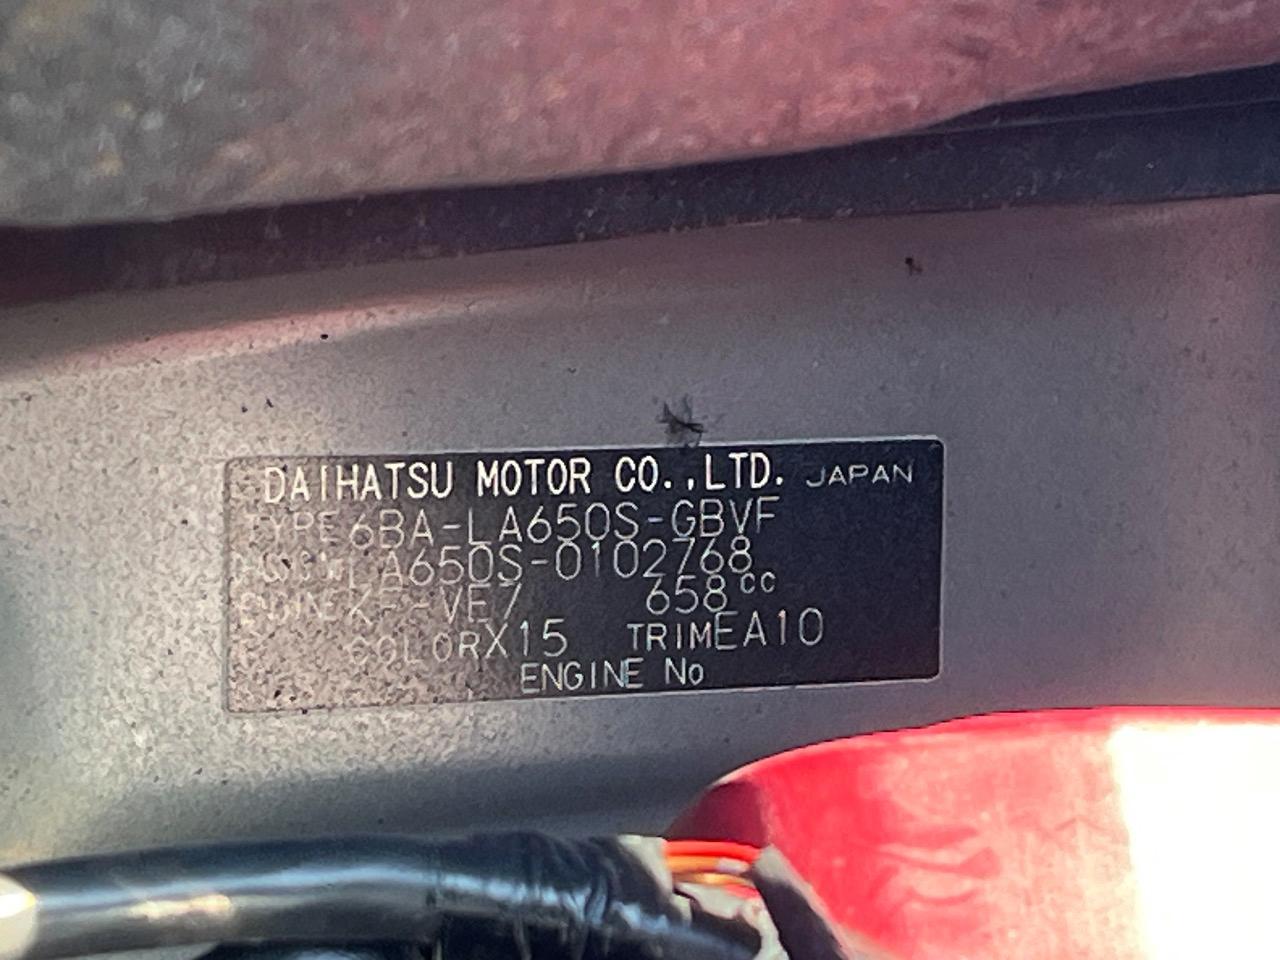 DAIHATSU MOTOR CO.,LTD. JAPAN
TYPE 6BA-LA650S-GBVF
LA650S-0102768
ENGINE KF-VE7 658cc
COLOR X15 TRIM EA10
ENGINE No